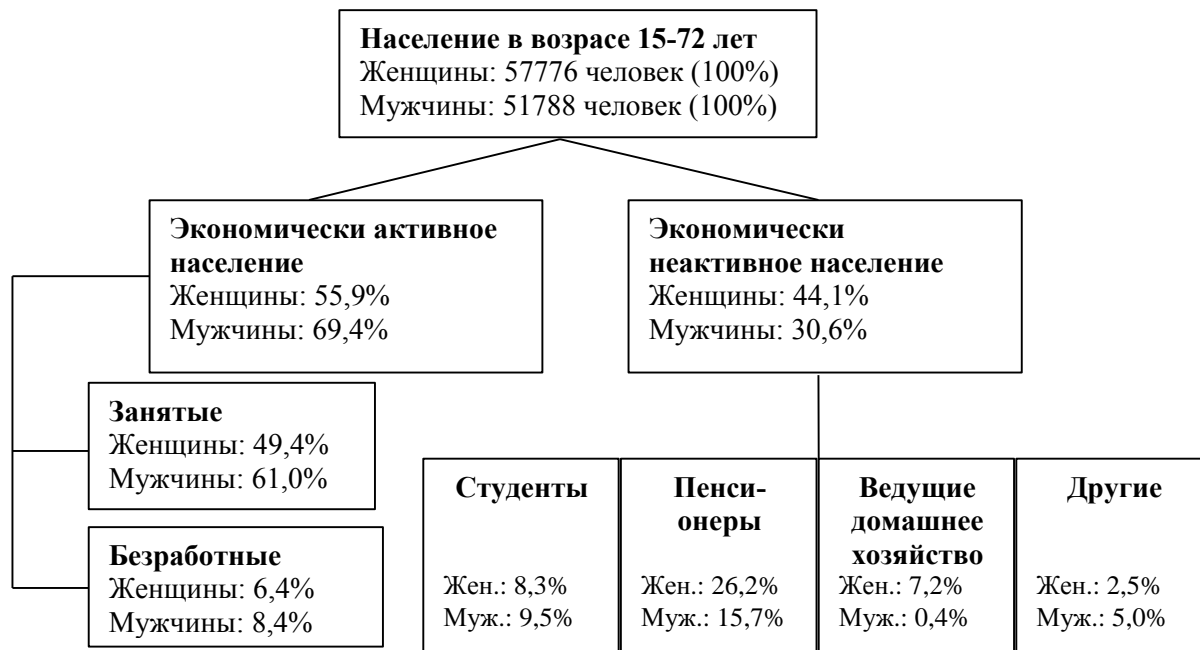 Население в возрасе 15-72 лет
Женщины: 57776 человек (100%)
Мужчины: 51788 человек (100%)
Экономически активное
население
Женщины: 55,9%
Мужчины: 69,4%
Экономически
неактивное население
Женщины: 44,1%
Мужчины: 30,6%
Занятые
Женщины: 49,4%
Мужчины: 61,0%
Безработные
Женщины: 6,4%
Мужчины: 8,4%
Студенты
Жен.: 8,3%
Муж.: 9,5%
Пенси-
онеры
Жен.: 26,2%
Муж.: 15,7%
Ведущие
домашнее
хозяйство
Жен.: 7,2%
Муж.: 0,4%
Другие
Жен.: 2,5%
Муж.: 5,0%